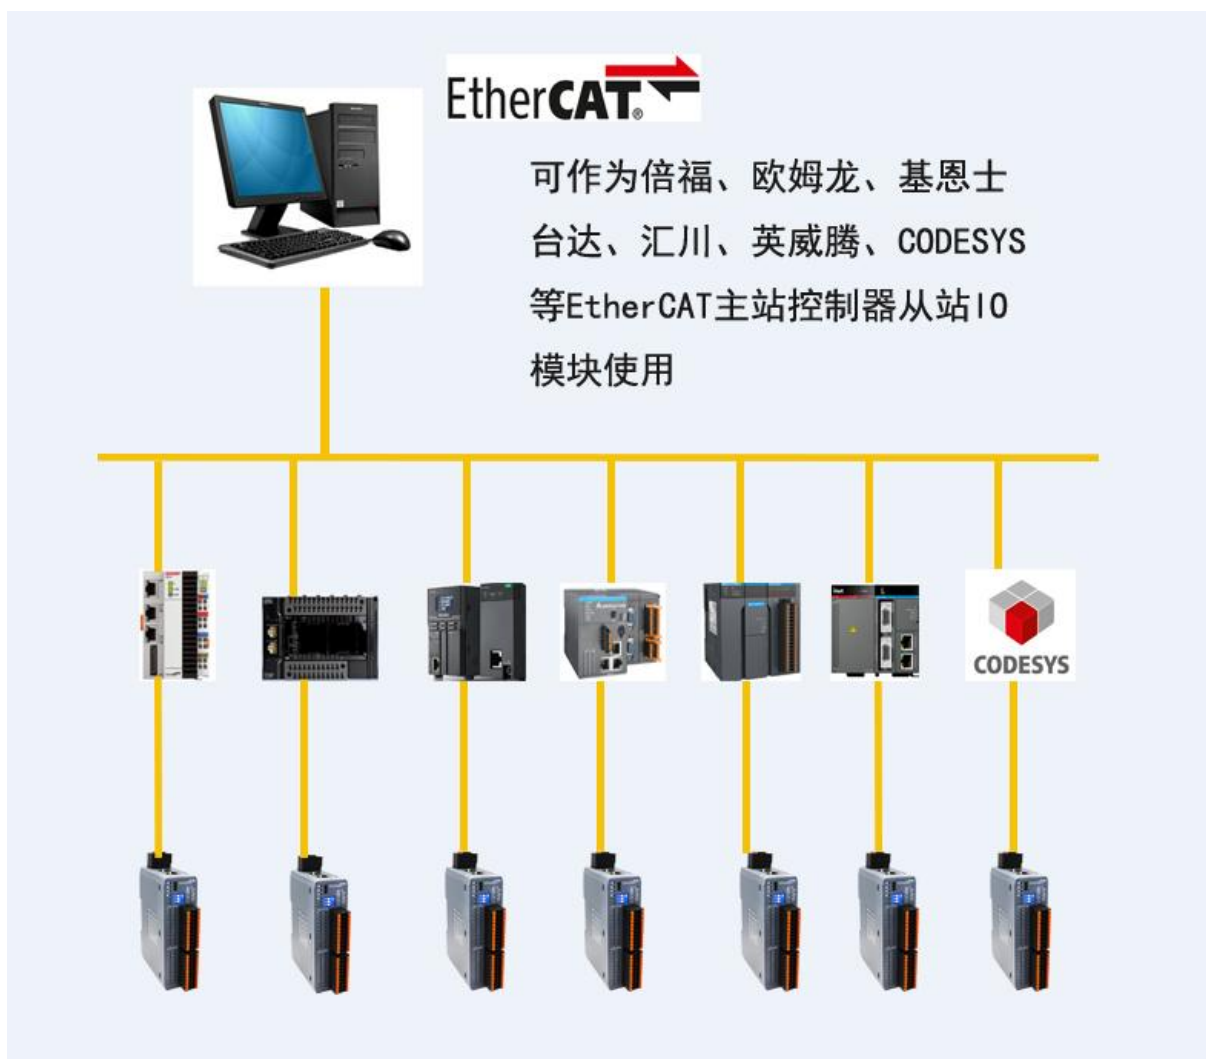 EtherCAT®
可作为倍福、欧姆龙、基恩士
台达、汇川、英威腾、CODESYS
等EtherCAT主站控制器从站IO
模块使用
CODESYS